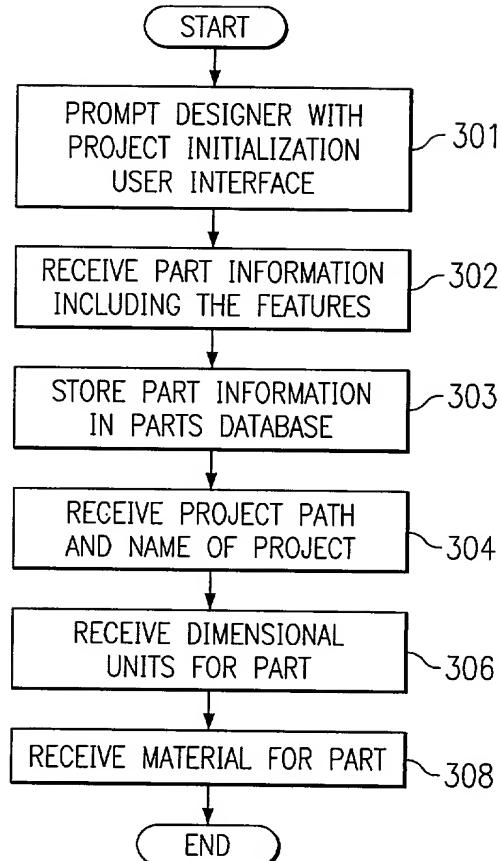 START
PROMPT DESIGNER WITH
PROJECT INITIALIZATION
USER INTERFACE
301
RECEIVE PART INFORMATION
INCLUDING THE FEATURES
302
STORE PART INFORMATION
IN PARTS DATABASE
303
RECEIVE PROJECT PATH
AND NAME OF PROJECT
304
RECEIVE DIMENSIONAL
UNITS FOR PART
306
RECEIVE MATERIAL FOR PART
308
END